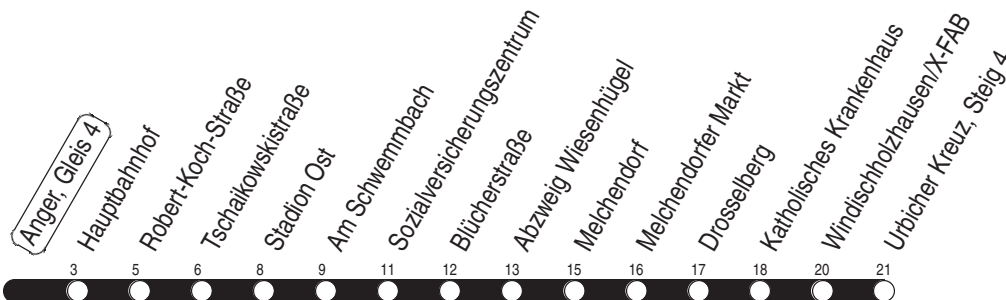 Anger, Gleis 4
Hauptbahnhof
Robert-Koch-Straße
Tschaikowskistraße
Stadion Ost
Am Schwemmbach
Sozialversicherungszentrum
Blücherstraße
Abzweig Wiesenhügel
Melchendorf
Melchendorfer Markt
Drosselberg
Katholisches Krankenhaus
Windischholzhausen/X-FAB
Urbicher Kreuz, Steig 4
3 5 6 8 9 11 12 13 15 16 17 18 20 21